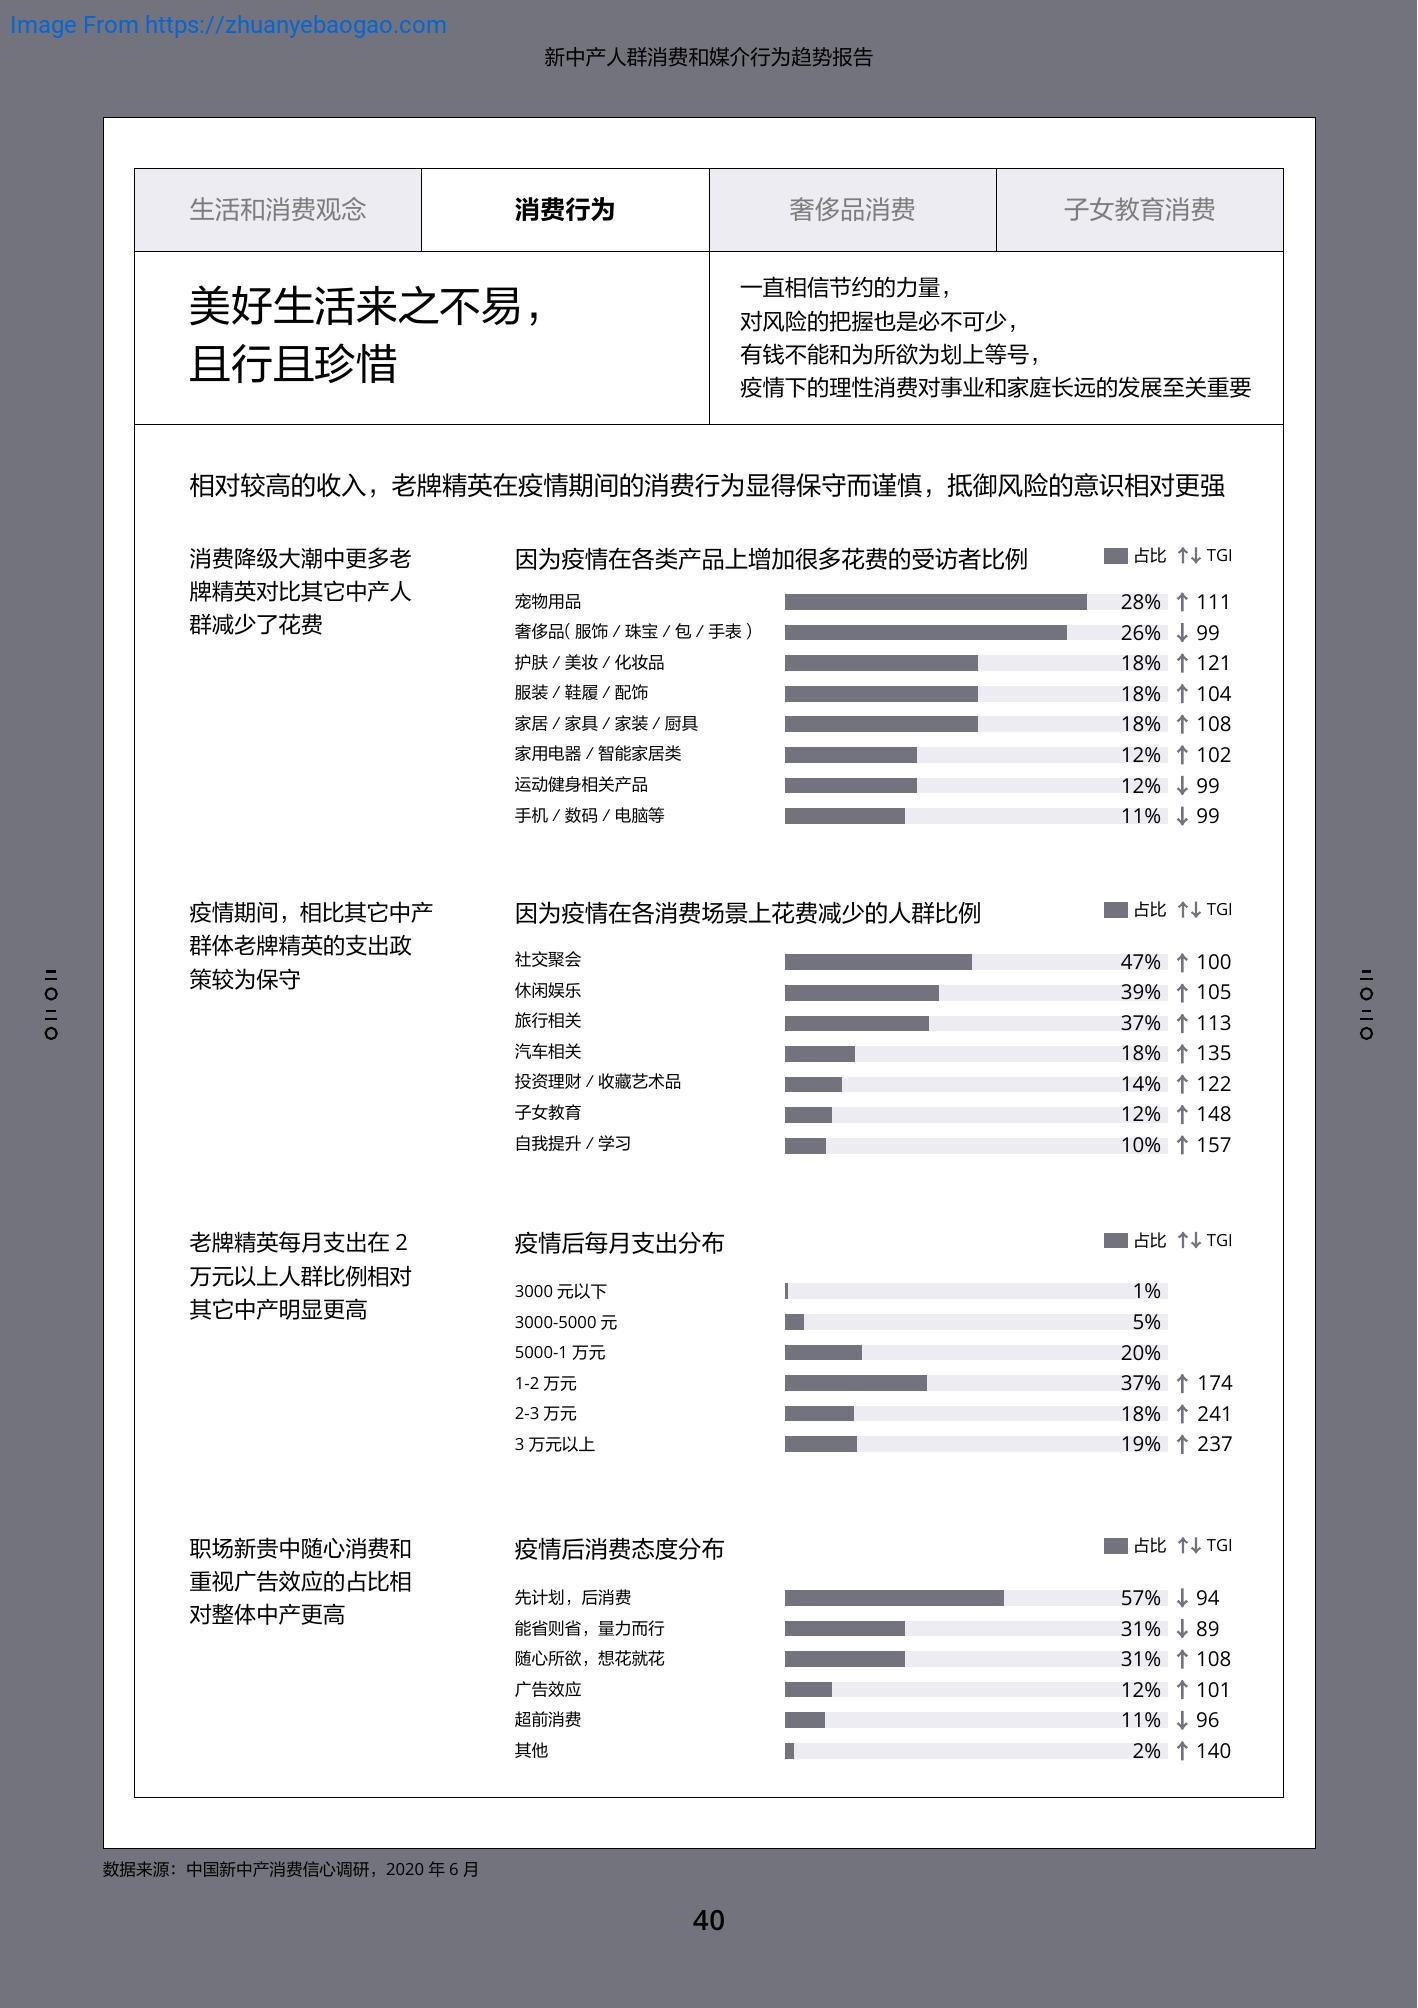 Image From https://zhuanyebaogao.com
新中产人群消费和媒介行为趋势报告
生活和消费观念
消费行为
奢侈品消费
子女教育消费
美好生活来之不易，
且行且珍惜
一直相信节约的力量，
对风险的把握也是必不可少，
有钱不能和为所欲为划上等号，
疫情下的理性消费对事业和家庭长远的发展至关重要
相对较高的收入，老牌精英在疫情期间的消费行为显得保守而谨慎，抵御风险的意识相对更强
消费降级大潮中更多老
牌精英对比其它中产人
群减少了花费
因为疫情在各类产品上增加很多花费的受访者比例
占比 ↑↓ TGI
宠物用品 28% ↑ 111
奢侈品（服饰 / 珠宝 / 包 / 手表） 26% ↓ 99
护肤 / 美妆 / 化妆品 18% ↑ 121
服装 / 鞋履 / 配饰 18% ↑ 104
家居 / 家具 / 家装 / 厨具 18% ↑ 108
家用电器 / 智能家居类 12% ↑ 102
运动健身相关产品 12% ↓ 99
手机 / 数码 / 电脑等 11% ↓ 99
疫情期间，相比其它中产
群体老牌精英的支出政
策较为保守
因为疫情在各消费场景上花费减少的人群比例
占比 ↑↓ TGI
社交聚会 47% ↑ 100
休闲娱乐 39% ↑ 105
旅行相关 37% ↑ 113
汽车相关 18% ↑ 135
投资理财 / 收藏艺术品 14% ↑ 122
子女教育 12% ↑ 148
自我提升 / 学习 10% ↑ 157
老牌精英每月支出在 2
万元以上人群比例相对
其它中产明显更高
疫情后每月支出分布
占比 ↑↓ TGI
3000 元以下 1%
3000-5000 元 5%
5000-1 万元 20%
1-2 万元 37% ↑ 174
2-3 万元 18% ↑ 241
3 万元以上 19% ↑ 237
职场新贵中随心消费和
重视广告效应的占比相
对整体中产更高
疫情后消费态度分布
占比 ↑↓ TGI
先计划，后消费 57% ↓ 94
能省则省，量力而行 31% ↓ 89
随心所欲，想花就花 31% ↑ 108
广告效应 12% ↑ 101
超前消费 11% ↓ 96
其他 2% ↑ 140
数据来源：中国新中产消费信心调研，2020 年 6 月
40